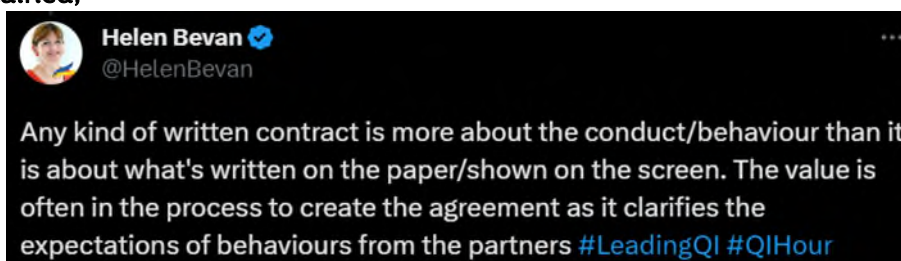 Helen Bevan
@HelenBevan
Any kind of written contract is more about the conduct/behaviour than it
is about what's written on the paper/shown on the screen. The value is
often in the process to create the agreement as it clarifies the
expectations of behaviours from the partners #LeadingQI #QIHour